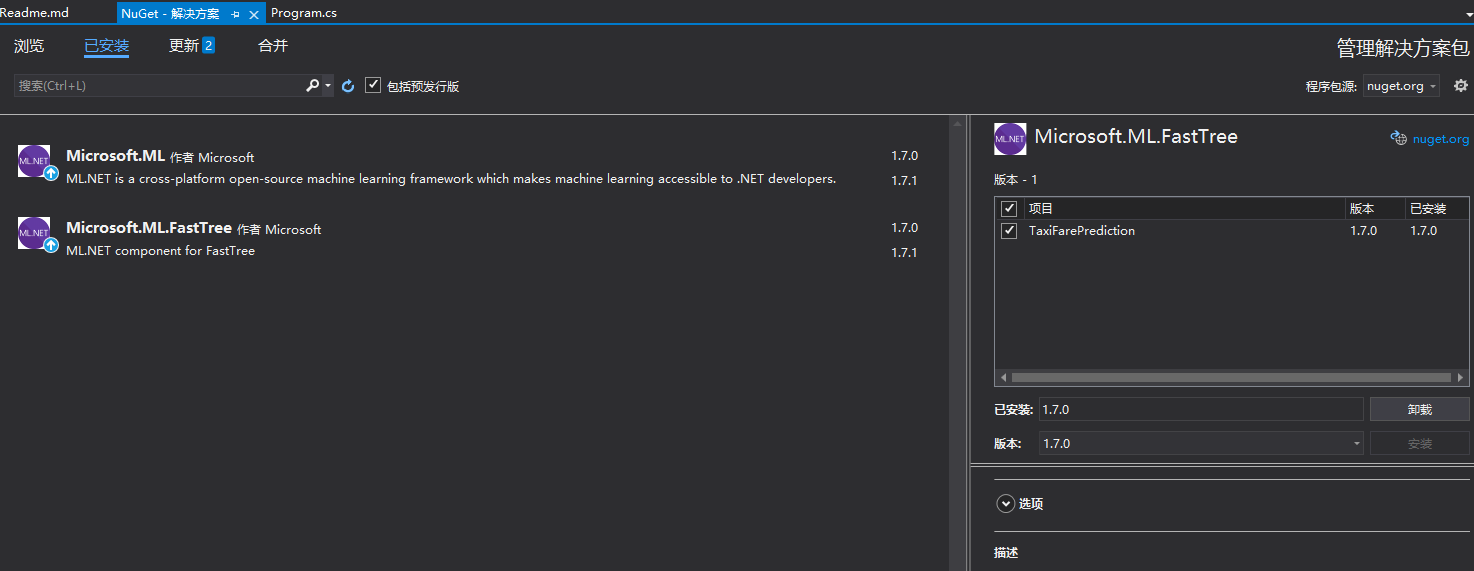 Readme.md
NuGet - 解决方案
Program.cs
浏览
已安装
更新 2
合并
管理解决方案包
搜索(Ctrl+L)
包括预发行版
程序包源: nuget.org
ML.NET
Microsoft.ML 作者 Microsoft
1.7.0
ML.NET is a cross-platform open-source machine learning framework which makes machine learning accessible to .NET developers.
1.7.1
ML.NET
Microsoft.ML.FastTree 作者 Microsoft
1.7.0
ML.NET component for FastTree
1.7.1
ML.NET
Microsoft.ML.FastTree
nuget.org
版本 - 1
项目 版本 已安装
TaxiFarePrediction 1.7.0 1.7.0
已安装: 1.7.0 卸载
版本: 1.7.0 安装
选项
描述